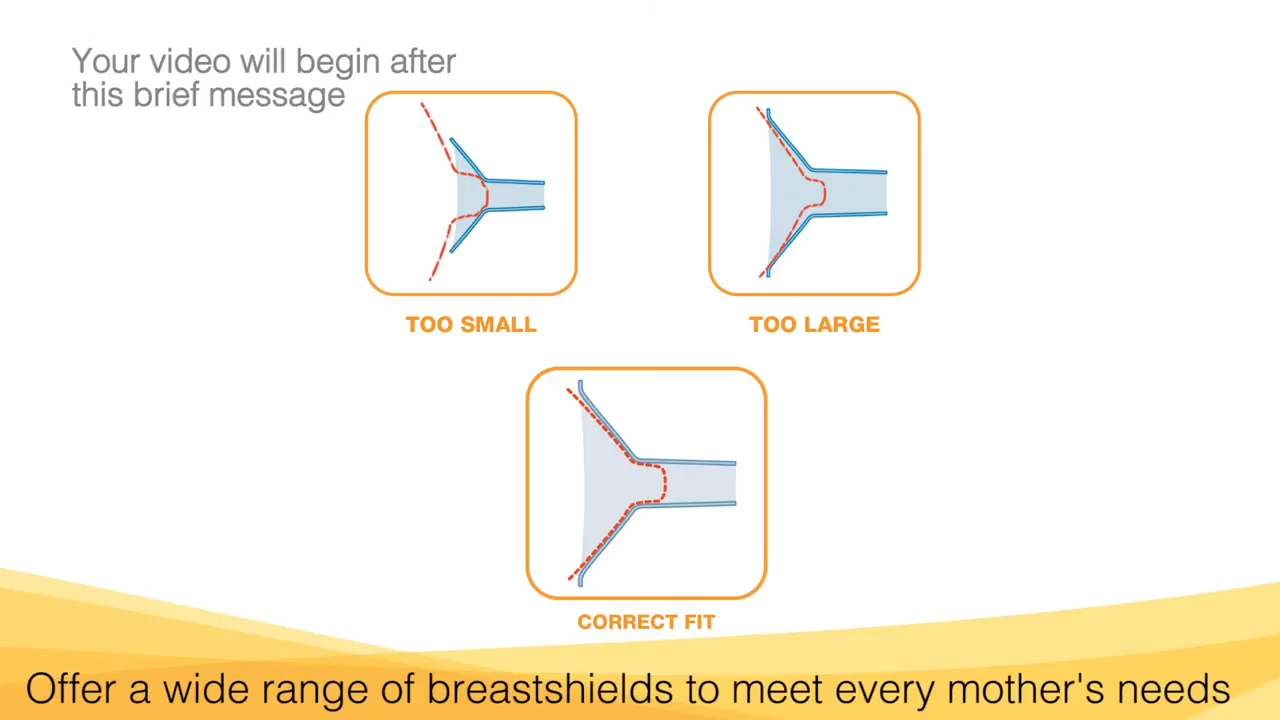 Your video will begin after
this brief message
TOO SMALL
TOO LARGE
CORRECT FIT
Offer a wide range of breastshields to meet every mother's needs